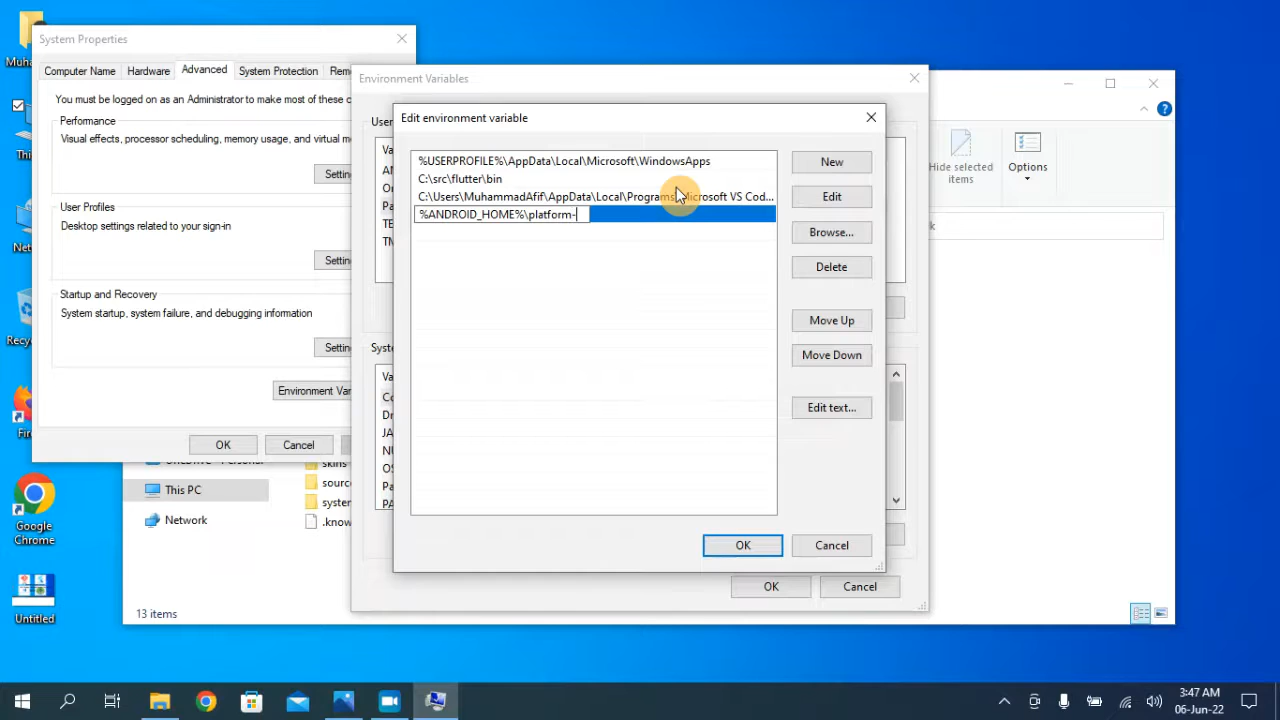 System Properties
Computer Name
Hardware
Advanced
System Protection
You must be logged on as an Administrator to make most of these
Performance
Visual effects, processor scheduling, memory usage, and virtual
User Profiles
Desktop settings related to your sign-in
Startup and Recovery
System startup, system failure, and debugging information
OK
Cancel
Environment Variables
Edit environment variable
%USERPROFILE%\AppData\Local\Microsoft\WindowsApps
C:\src\flutter\bin
C:\Users\MuhammadAfif\AppData\Local\Programs\Microsoft VS Cod...
%ANDROID_HOME%\platform-
New
Edit
Browse...
Delete
Move Up
Move Down
Edit text...
OK
Cancel
OK
Cancel
Hide selected
items
Options
This PC
Network
13 items
Google
Chrome
Untitled
3:47 AM
06-Jun-22